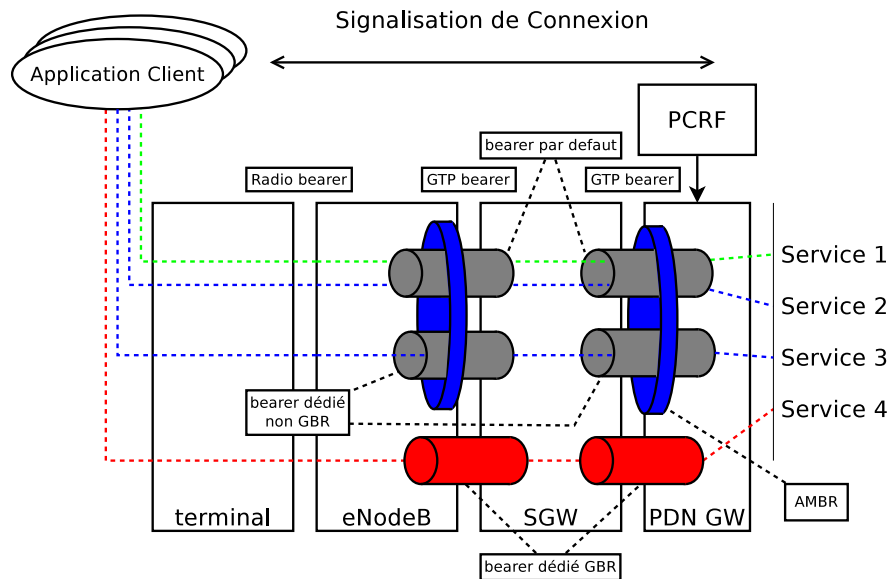 Signalisation de Connexion
Application Client
PCRF
bearer par defaut
Radio bearer
GTP bearer
GTP bearer
Service 1
Service 2
Service 3
Service 4
bearer dédié
non GBR
AMBR
terminal
eNodeB
SGW
PDN GW
bearer dédié GBR